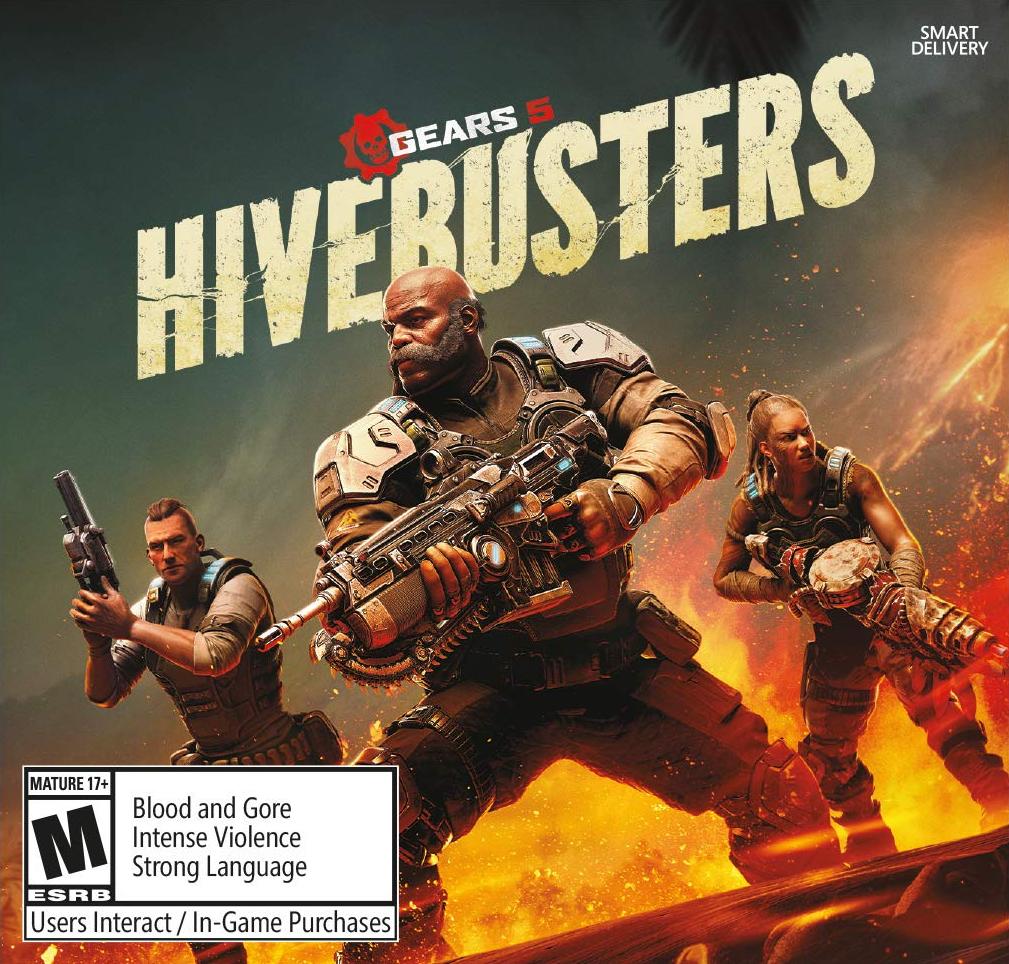 SMART
DELIVERY
GEARS 5
HIVEBUSTERS
MATURE 17+
M
ESRB
Blood and Gore
Intense Violence
Strong Language
Users Interact / In-Game Purchases